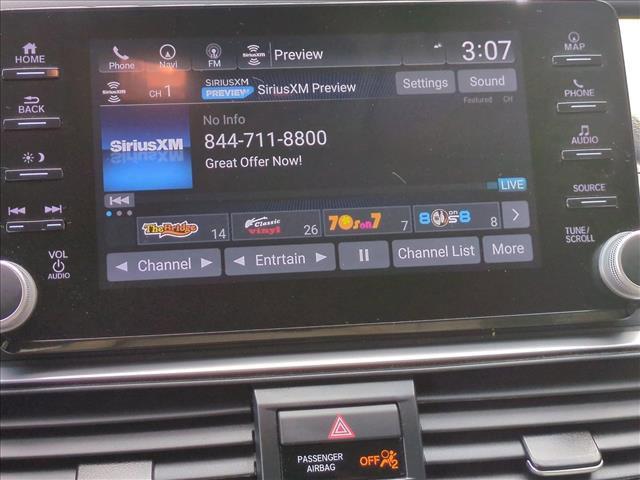 HOME
Phone
Navi
FM
SiriusXM
Preview
3:07
MAP
SiriusXM
CH 1
SIRIUSXM
PREVIEW
SiriusXM Preview
Settings
Sound
Featured CH
BACK
PHONE
SiriusXM
No Info
844-711-8800
Great Offer Now!
AUDIO
LIVE
SOURCE
The Bridge 14
Classic vinyl 26
70s on 7 7
80s on 8 8
VOL
AUDIO
Channel
Entrtain
Channel List
More
TUNE/
SCROLL
PASSENGER
AIRBAG
OFF
2